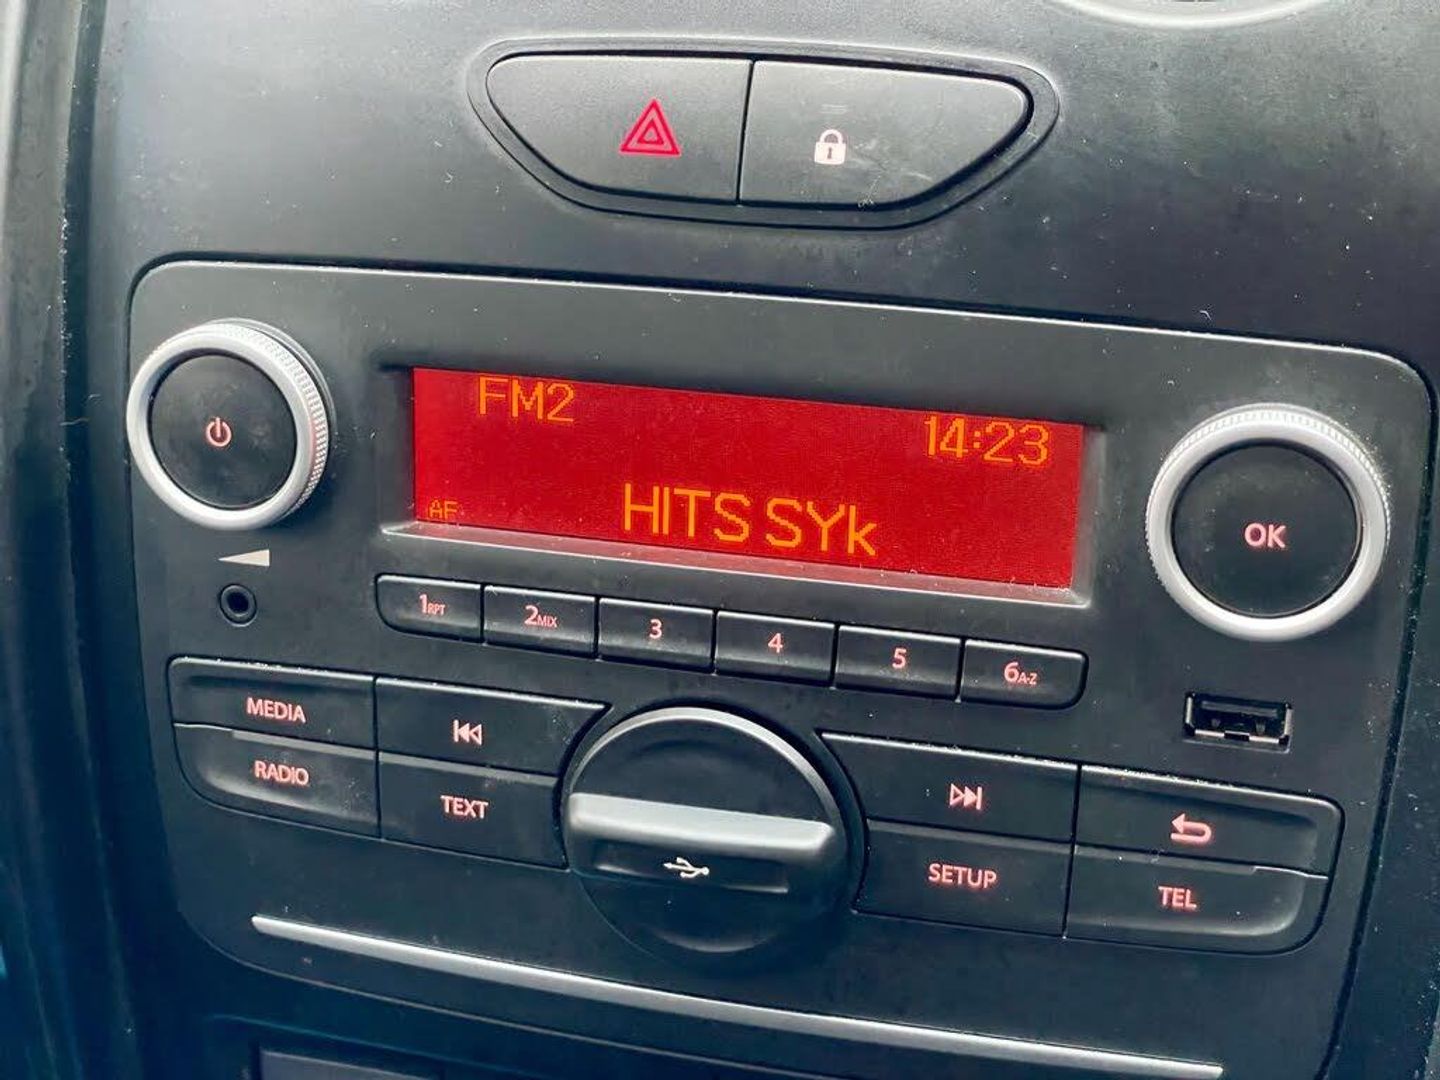 FM2 14:23
AF HITS SYk
OK
1RPT 2MIX 3 4 5 6A-Z
MEDIA
RADIO TEXT
SETUP TEL